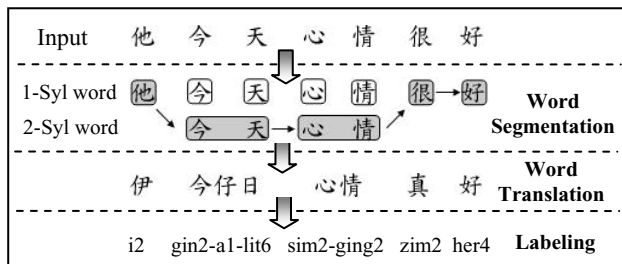 Input 他 今 天 心 情 很 好
1-Syl word 他 今 天 心 情 很 好
2-Syl word 今 天 心 情
Word Segmentation
伊 今仔日 心情 真 好
Word Translation
i2 gin2-a1-lit6 sim2-ging2 zim2 her4 Labeling